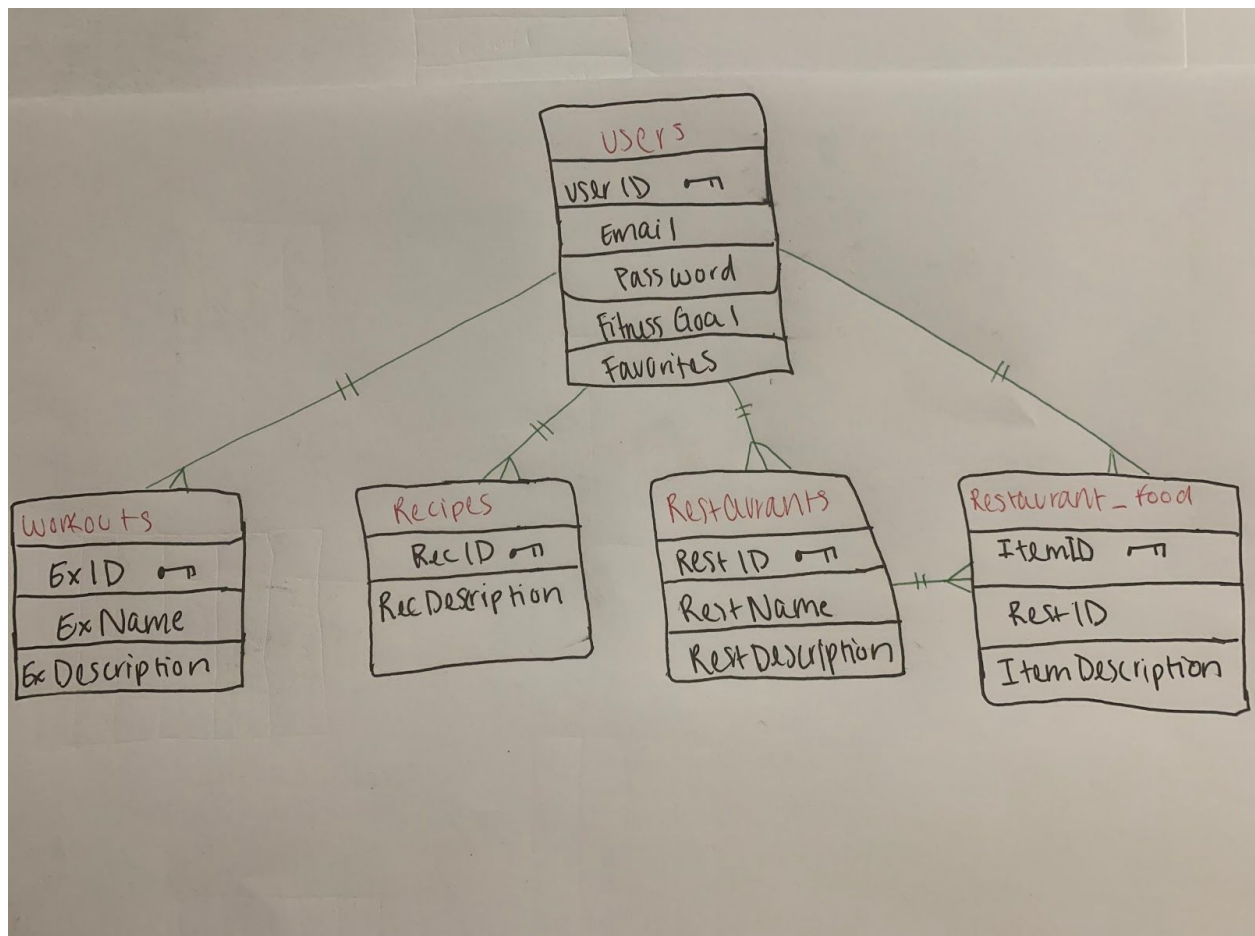 Users
User ID
Email
Password
Fitness Goal
Favorites
Workouts
ExID
ExName
ExDescription
Recipes
RecID
RecDescription
Restaurants
RestID
RestName
RestDescription
Restaurant_food
ItemID
RestID
ItemDescription